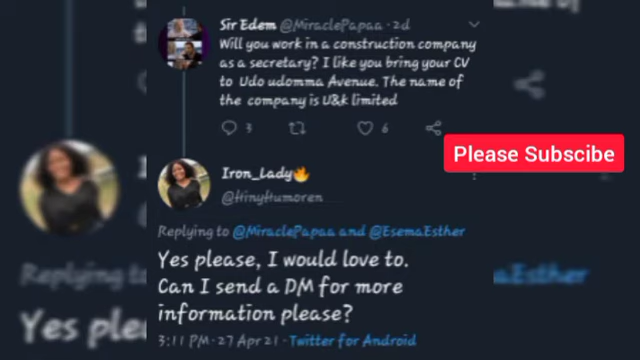 Sir Edem @MiraclePapaa · 2d
Will you work in a construction company
as a secretary? I like you bring your CV
to Udo udomma Avenue. The name of
the company is U&k limited
3
6
Please Subscibe
Iron_Lady🔥
@HinyHumoren
Replying to @MiraclePapaa and @EsemaEsther
Yes please, I would love to.
Can I send a DM for more
information please?
3:11 PM · 27 Apr 21 · Twitter for Android
Replying to
aEsther
Yes plea